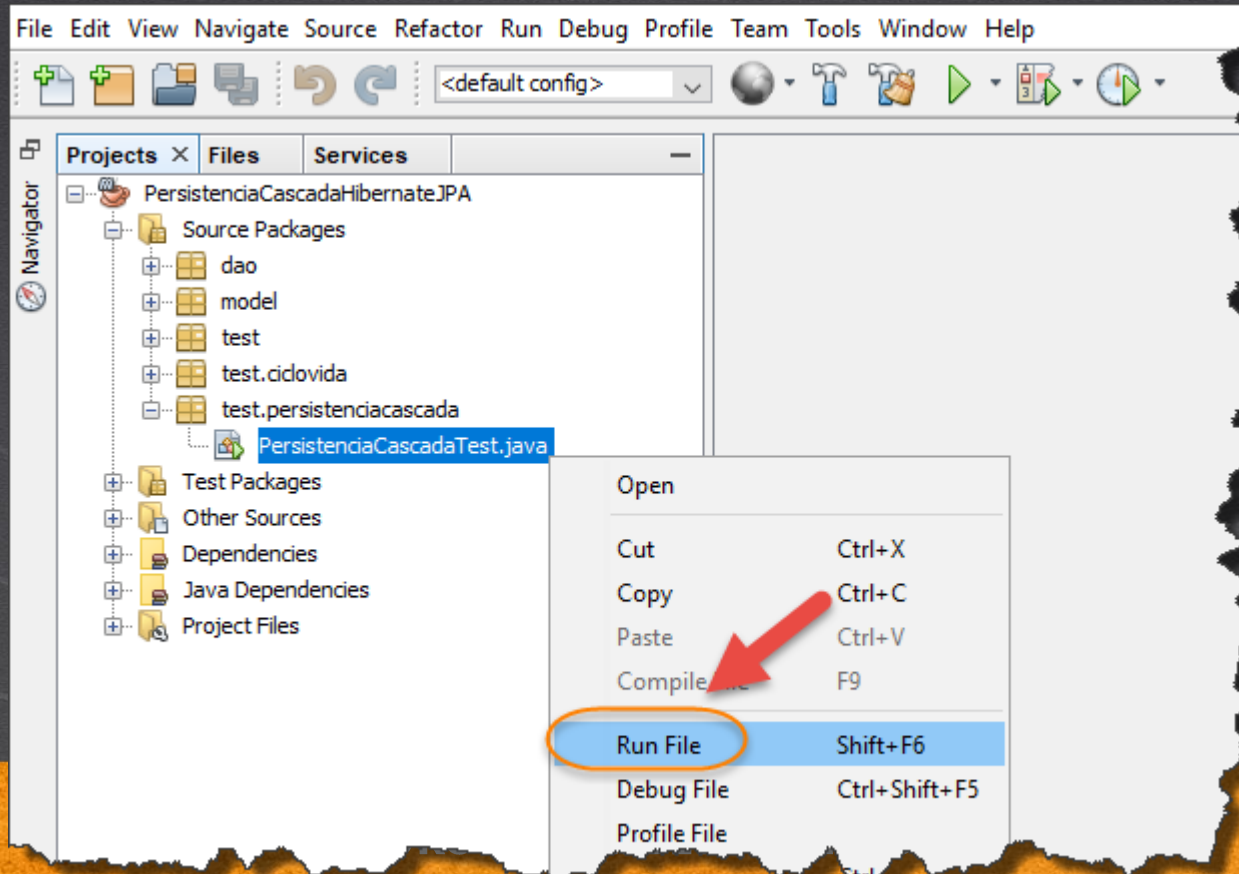 File Edit View Navigate Source Refactor Run Debug Profile Team Tools Window Help
<default config>
Projects Files Services
Navigator
PersistenciaCascadaHibernateJPA
Source Packages
dao
model
test
test.ciclovida
test.persistenciacascada
PersistenciaCascadaTest.java
Test Packages
Other Sources
Dependencies
Java Dependencies
Project Files
Open
Cut Ctrl+X
Copy Ctrl+C
Paste Ctrl+V
Compile F9
Run File Shift+F6
Debug File Ctrl+Shift+F5
Profile File